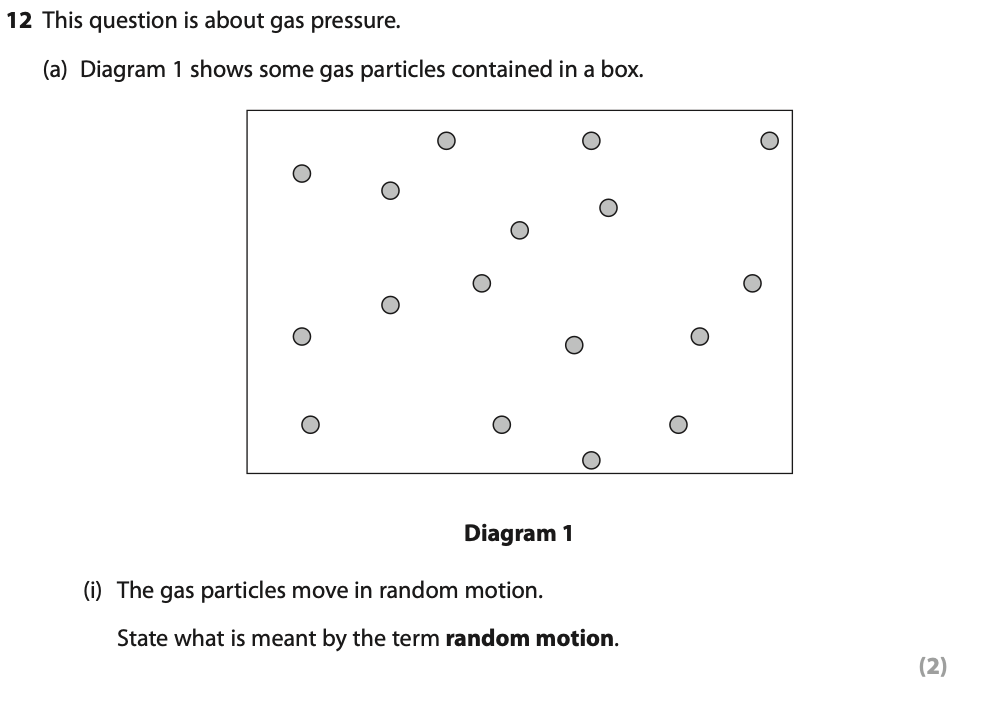 12 This question is about gas pressure.
(a) Diagram 1 shows some gas particles contained in a box.
Diagram 1
(i) The gas particles move in random motion.
State what is meant by the term random motion.
(2)